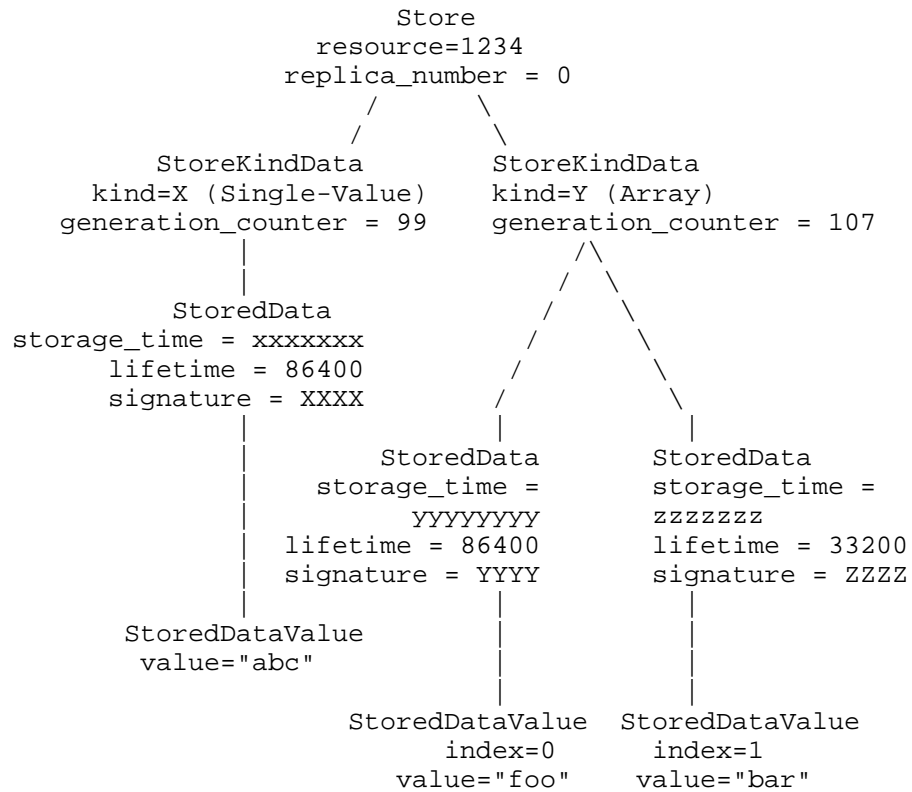 Store
resource=1234
replica_number = 0
StoreKindData StoreKindData
kind=X (Single-Value) kind=Y (Array)
generation_counter = 99 generation_counter = 107
StoredData
storage_time = xxxxxxx
lifetime = 86400
signature = XXXX
StoredData StoredData
storage_time = storage_time =
yyyyyyyy zzzzzzz
lifetime = 86400 lifetime = 33200
signature = YYYY signature = ZZZZ
StoredDataValue
value="abc"
StoredDataValue StoredDataValue
index=0 index=1
value="foo" value="bar"